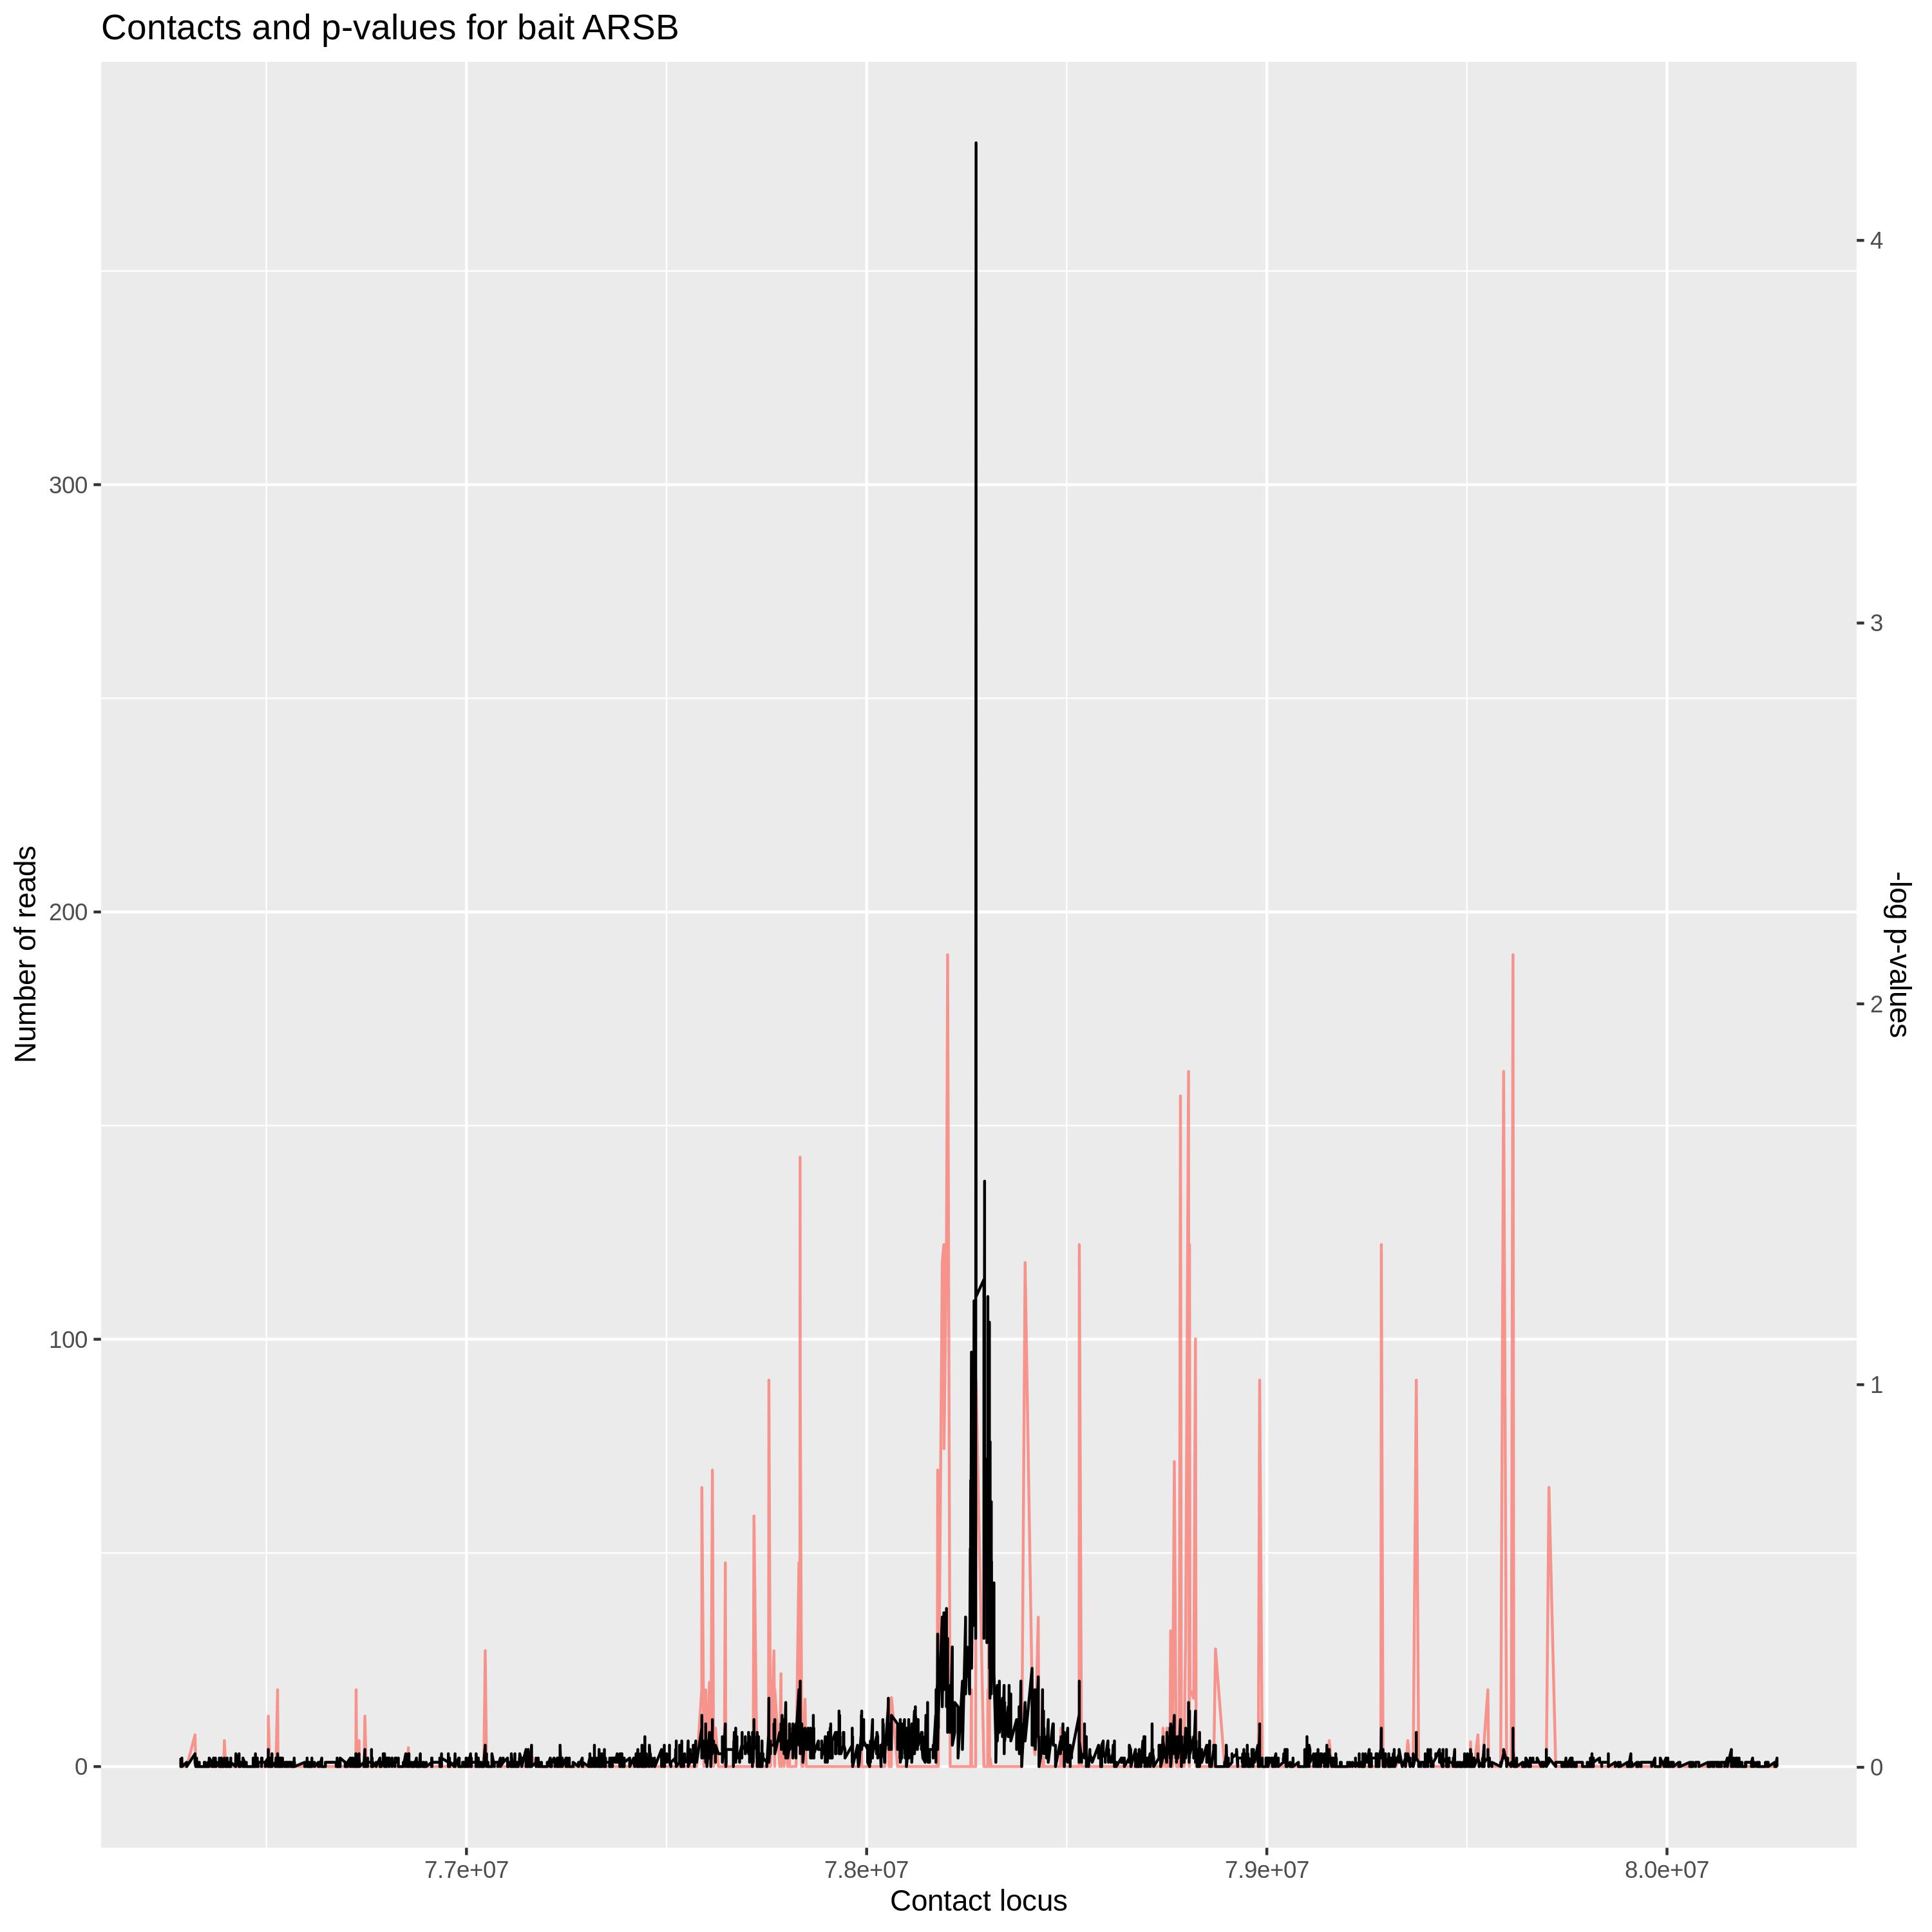 Contacts and p-values for bait ARSB
Number of reads
300
200
100
0
4
3
2
1
0
-log p-values
7.7e+07 7.8e+07 7.9e+07 8.0e+07
Contact locus